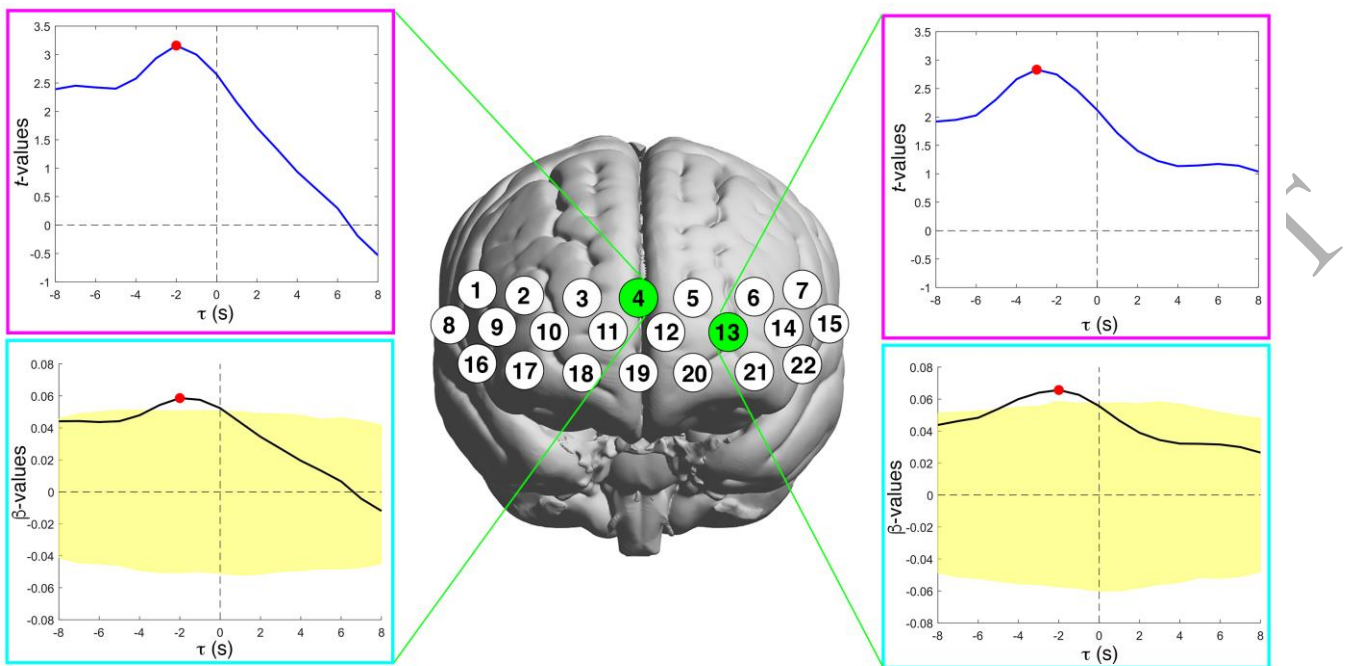 3.5
3
2.5
2
1.5
1
0.5
0
-0.5
-1
t-values
-8 -6 -4 -2 0 2 4 6 8
τ (s)
3.5
3
2.5
2
1.5
1
0.5
0
-0.5
-1
t-values
-8 -6 -4 -2 0 2 4 6 8
τ (s)
T
1 2 3 4 5 6 7
8 9 10 11 12 13 14 15
16 17 18 19 20 21 22
0.08
0.06
0.04
0.02
0
-0.02
-0.04
-0.06
-0.08
β-values
-8 -6 -4 -2 0 2 4 6 8
τ (s)
0.08
0.06
0.04
0.02
0
-0.02
-0.04
-0.06
-0.08
β-values
-8 -6 -4 -2 0 2 4 6 8
τ (s)